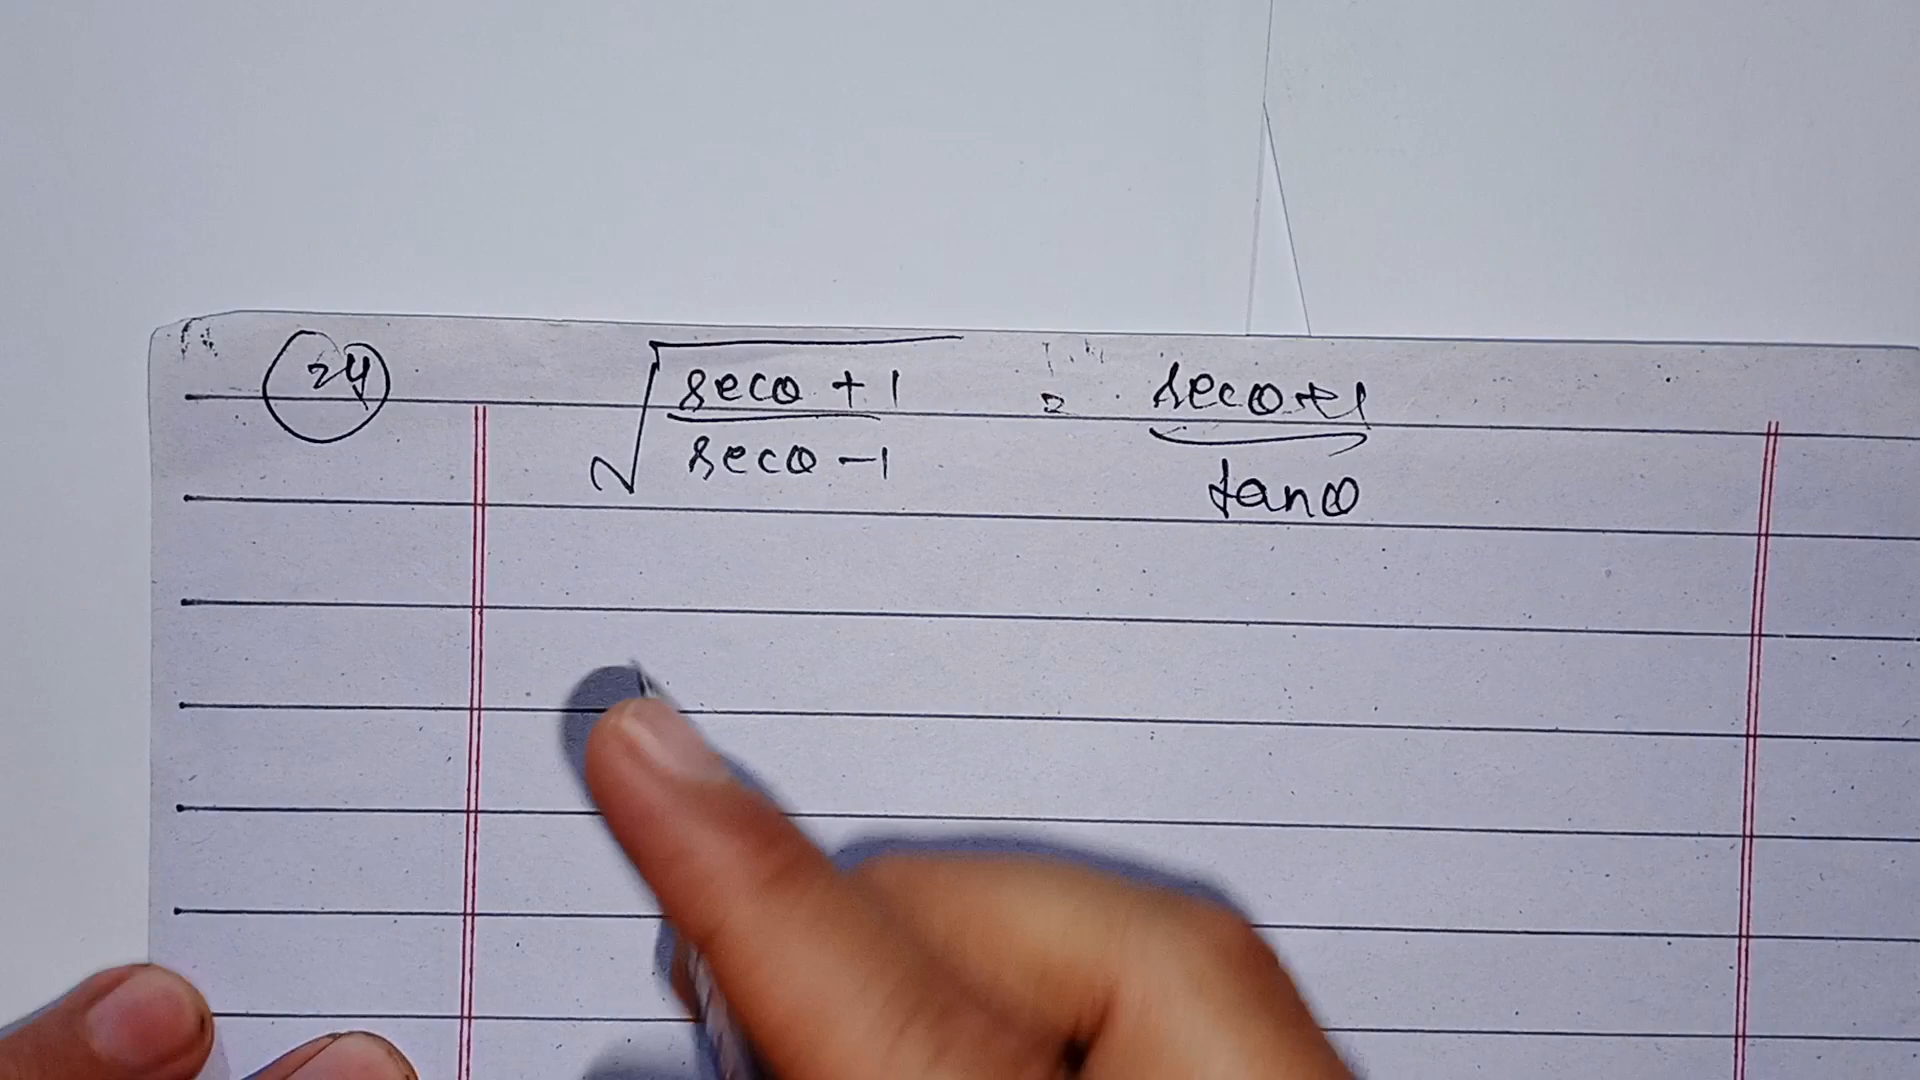 24 √((secθ + 1)/(secθ - 1)) = (secθ+1)/tanθ